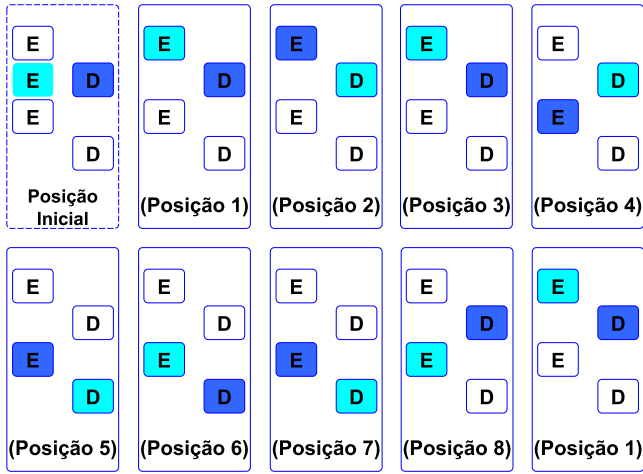 E
E D
E
D
Posição
Inicial
E
D
E
D
(Posição 1)
E
D
E
D
(Posição 2)
E
D
E
D
(Posição 3)
E
D
E
D
(Posição 4)
E
D
E
D
(Posição 5)
E
D
E
D
(Posição 6)
E
D
E
D
(Posição 7)
E
D
E
D
(Posição 8)
E
D
E
D
(Posição 1)